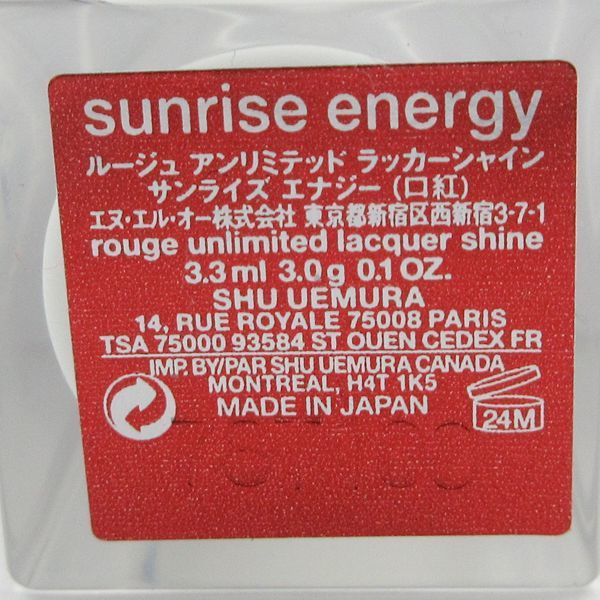 sunrise energy
ルージュ アンリミテッド ラッカーシャイン
サンライズ エナジー (口紅)
エヌ・エル・オー株式会社 東京都新宿区西新宿3-7-1
rouge unlimited lacquer shine
3.3 ml 3.0 g 0.1 OZ.
SHU UEMURA
14, RUE ROYALE 75008 PARIS
TSA 75000 93584 ST OUEN CEDEX FR
IMP. BY/PAR SHU UEMURA CANADA
MONTREAL, H4T 1K5
MADE IN JAPAN
24M